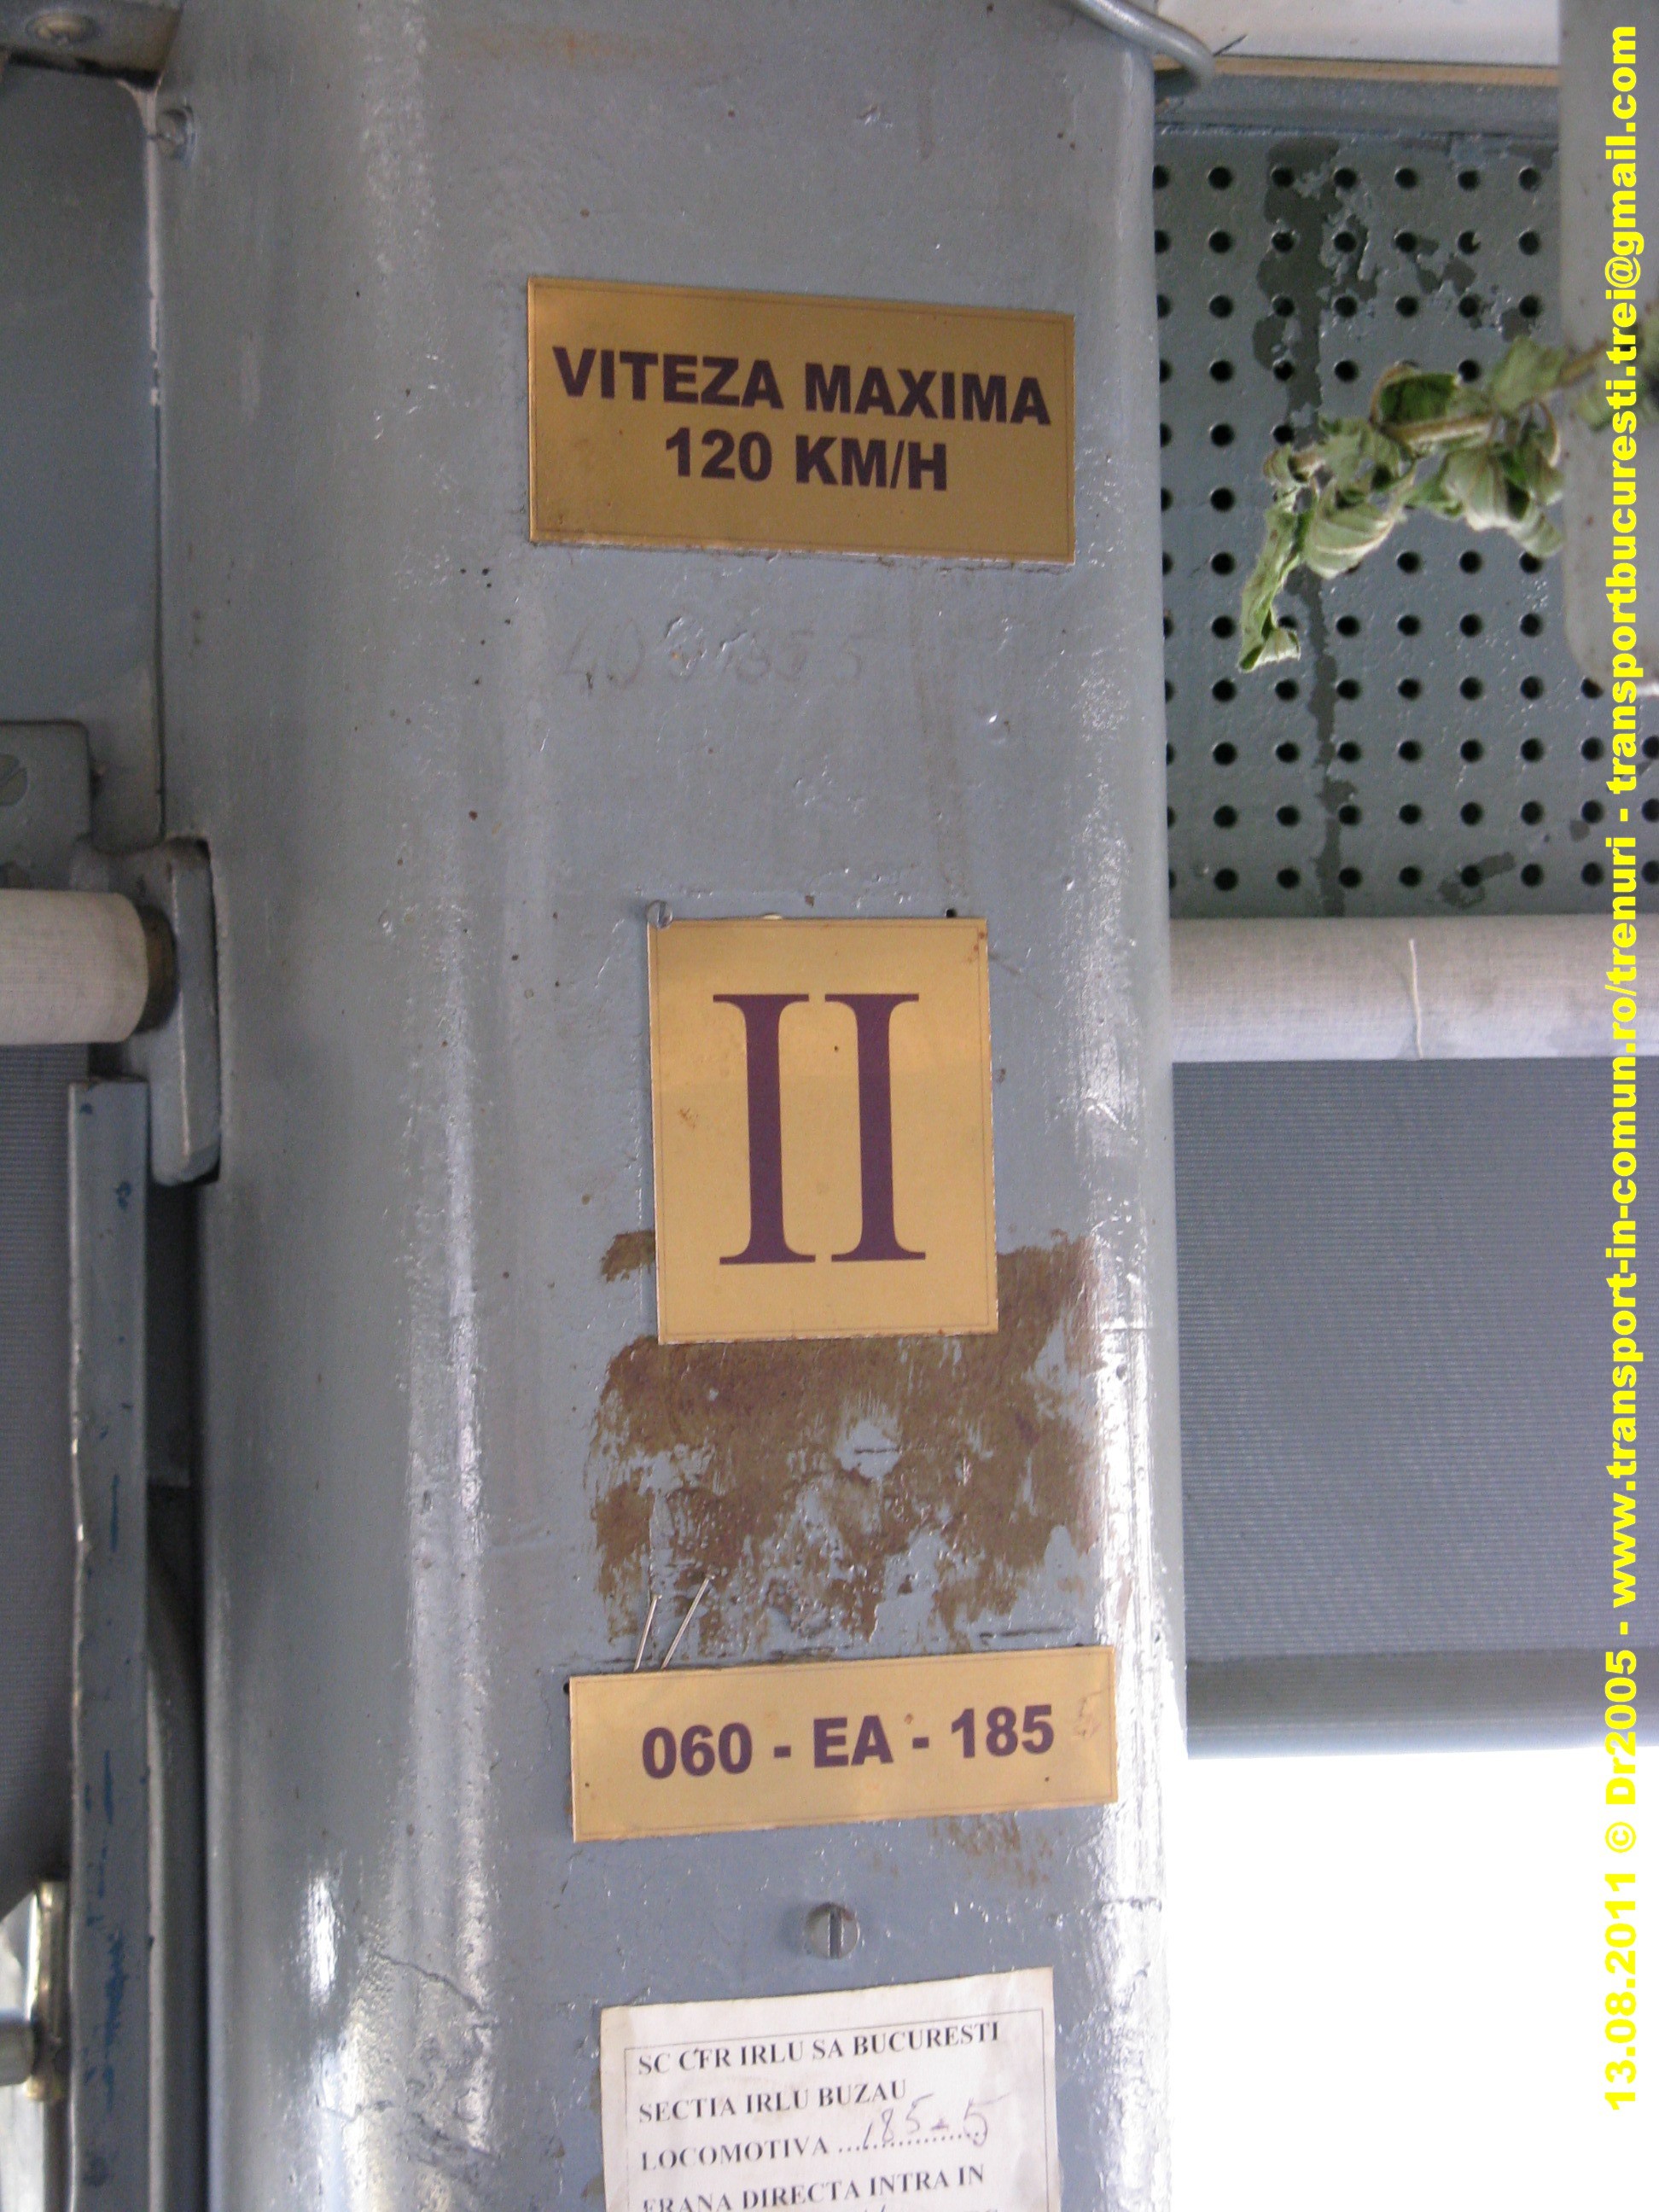 VITEZA MAXIMA
120 KM/H
II
060 - EA - 185
SC CFR IRLU SA BUCURESTI
SECTIA IRLU BUZAU
LOCOMOTIVA ...185-5...
FRANA DIRECTA INTRA IN
13.08.2011 © Dr2005 - www.transport-in-comun.ro/trenuri - transportbucuresti.trei@gmail.com